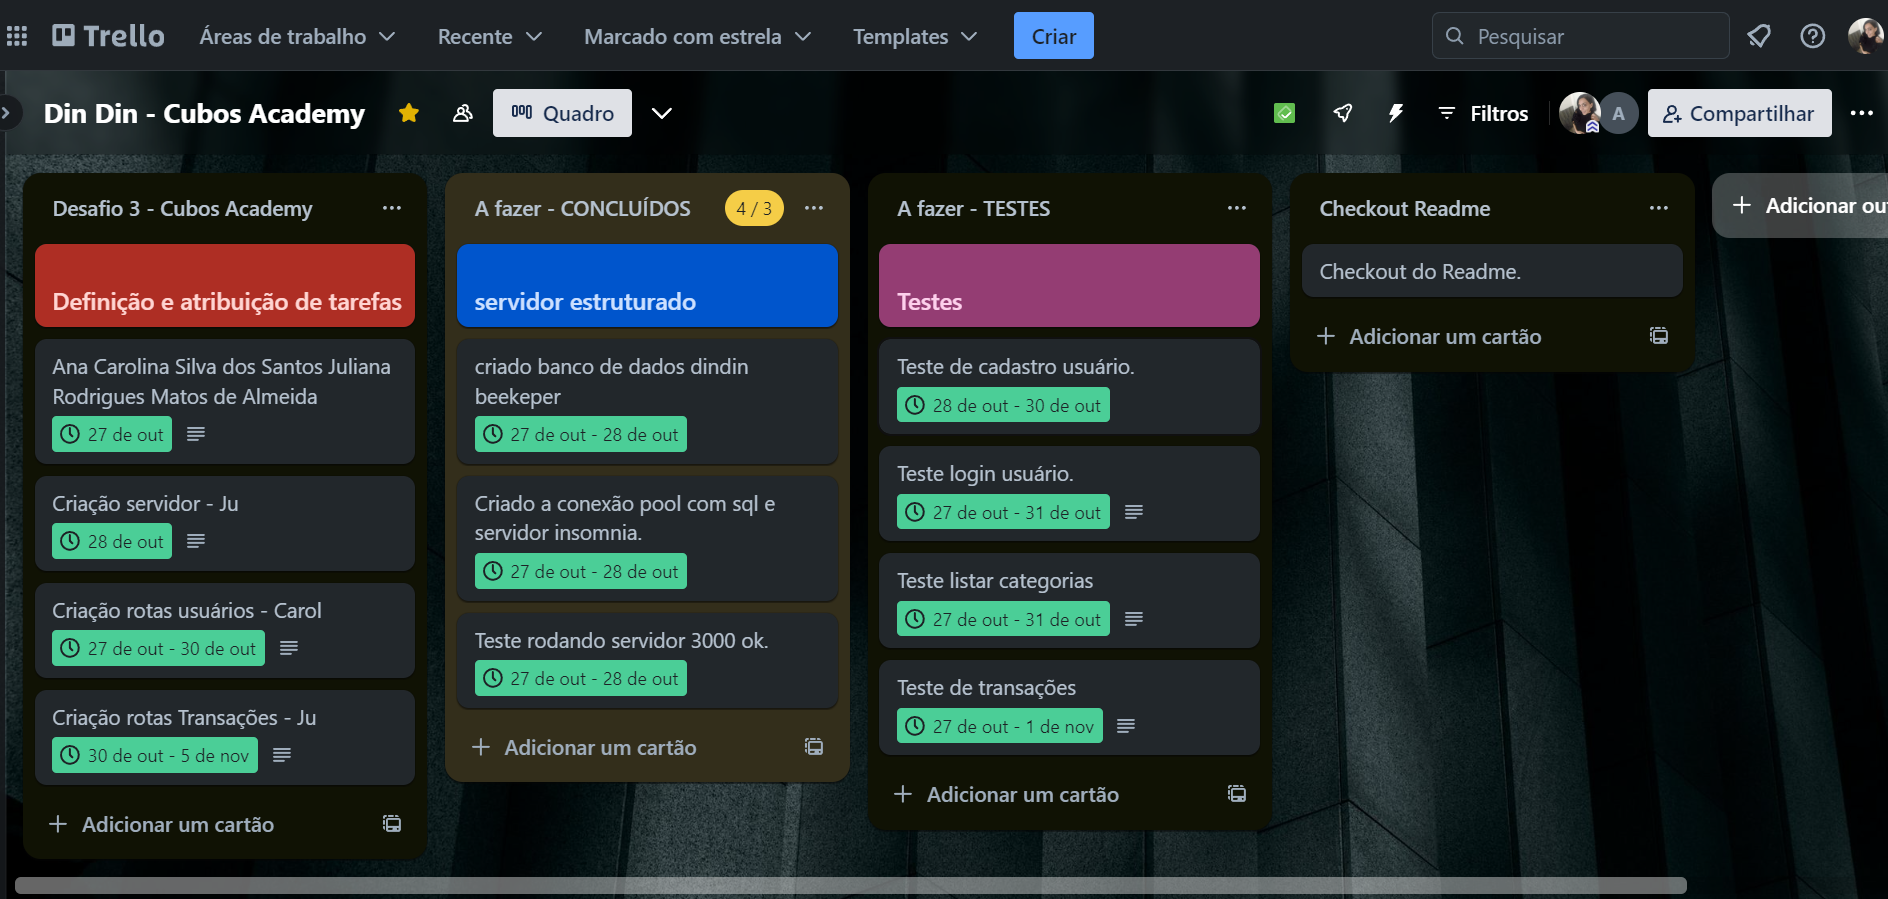 Trello
Áreas de trabalho
Recente
Marcado com estrela
Templates
Criar
Pesquisar
Din Din - Cubos Academy
Quadro
Filtros
A
Compartilhar
Desafio 3 - Cubos Academy
Definição e atribuição de tarefas
Ana Carolina Silva dos Santos Juliana
Rodrigues Matos de Almeida
27 de out
Criação servidor - Ju
28 de out
Criação rotas usuários - Carol
27 de out - 30 de out
Criação rotas Transações - Ju
30 de out - 5 de nov
Adicionar um cartão
A fazer - CONCLUÍDOS
4 / 3
servidor estruturado
criado banco de dados dindin
beekeper
27 de out - 28 de out
Criado a conexão pool com sql e
servidor insomnia.
27 de out - 28 de out
Teste rodando servidor 3000 ok.
27 de out - 28 de out
Adicionar um cartão
A fazer - TESTES
Testes
Teste de cadastro usuário.
28 de out - 30 de out
Teste login usuário.
27 de out - 31 de out
Teste listar categorias
27 de out - 31 de out
Teste de transações
27 de out - 1 de nov
Adicionar um cartão
Checkout Readme
Checkout do Readme.
Adicionar um cartão
Adicionar ou